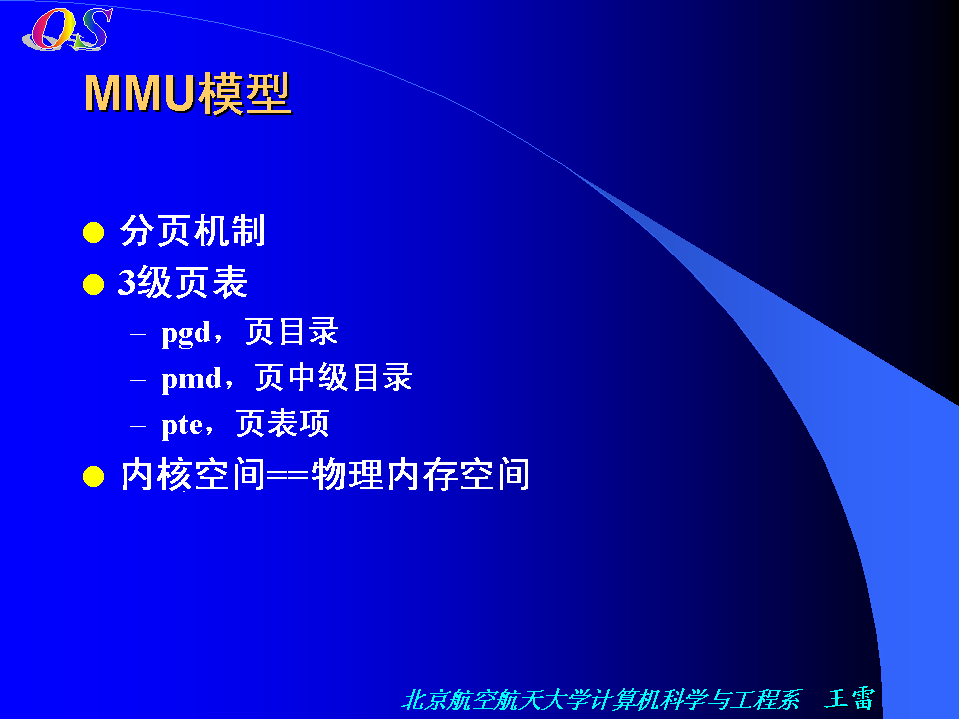 OS
MMU模型
分页机制
3级页表
– pgd，页目录
– pmd，页中级目录
– pte，页表项
内核空间==物理内存空间
北京航空航天大学计算机科学与工程系 王雷